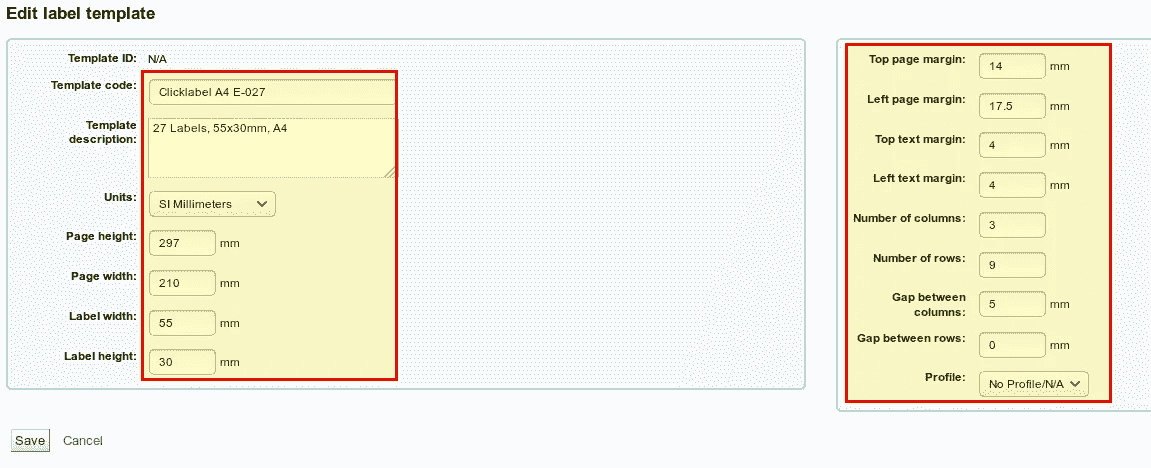 Edit label template
Template ID: N/A
Template code: Clicklabel A4 E-027
Template
description:
27 Labels, 55x30mm, A4
Units: SI Millimeters
Page height: 297 mm
Page width: 210 mm
Label width: 55 mm
Label height: 30 mm
Top page margin: 14 mm
Left page margin: 17.5 mm
Top text margin: 4 mm
Left text margin: 4 mm
Number of columns: 3
Number of rows: 9
Gap between
columns:
5 mm
Gap between rows: 0 mm
Profile: No Profile/N/A
Save Cancel